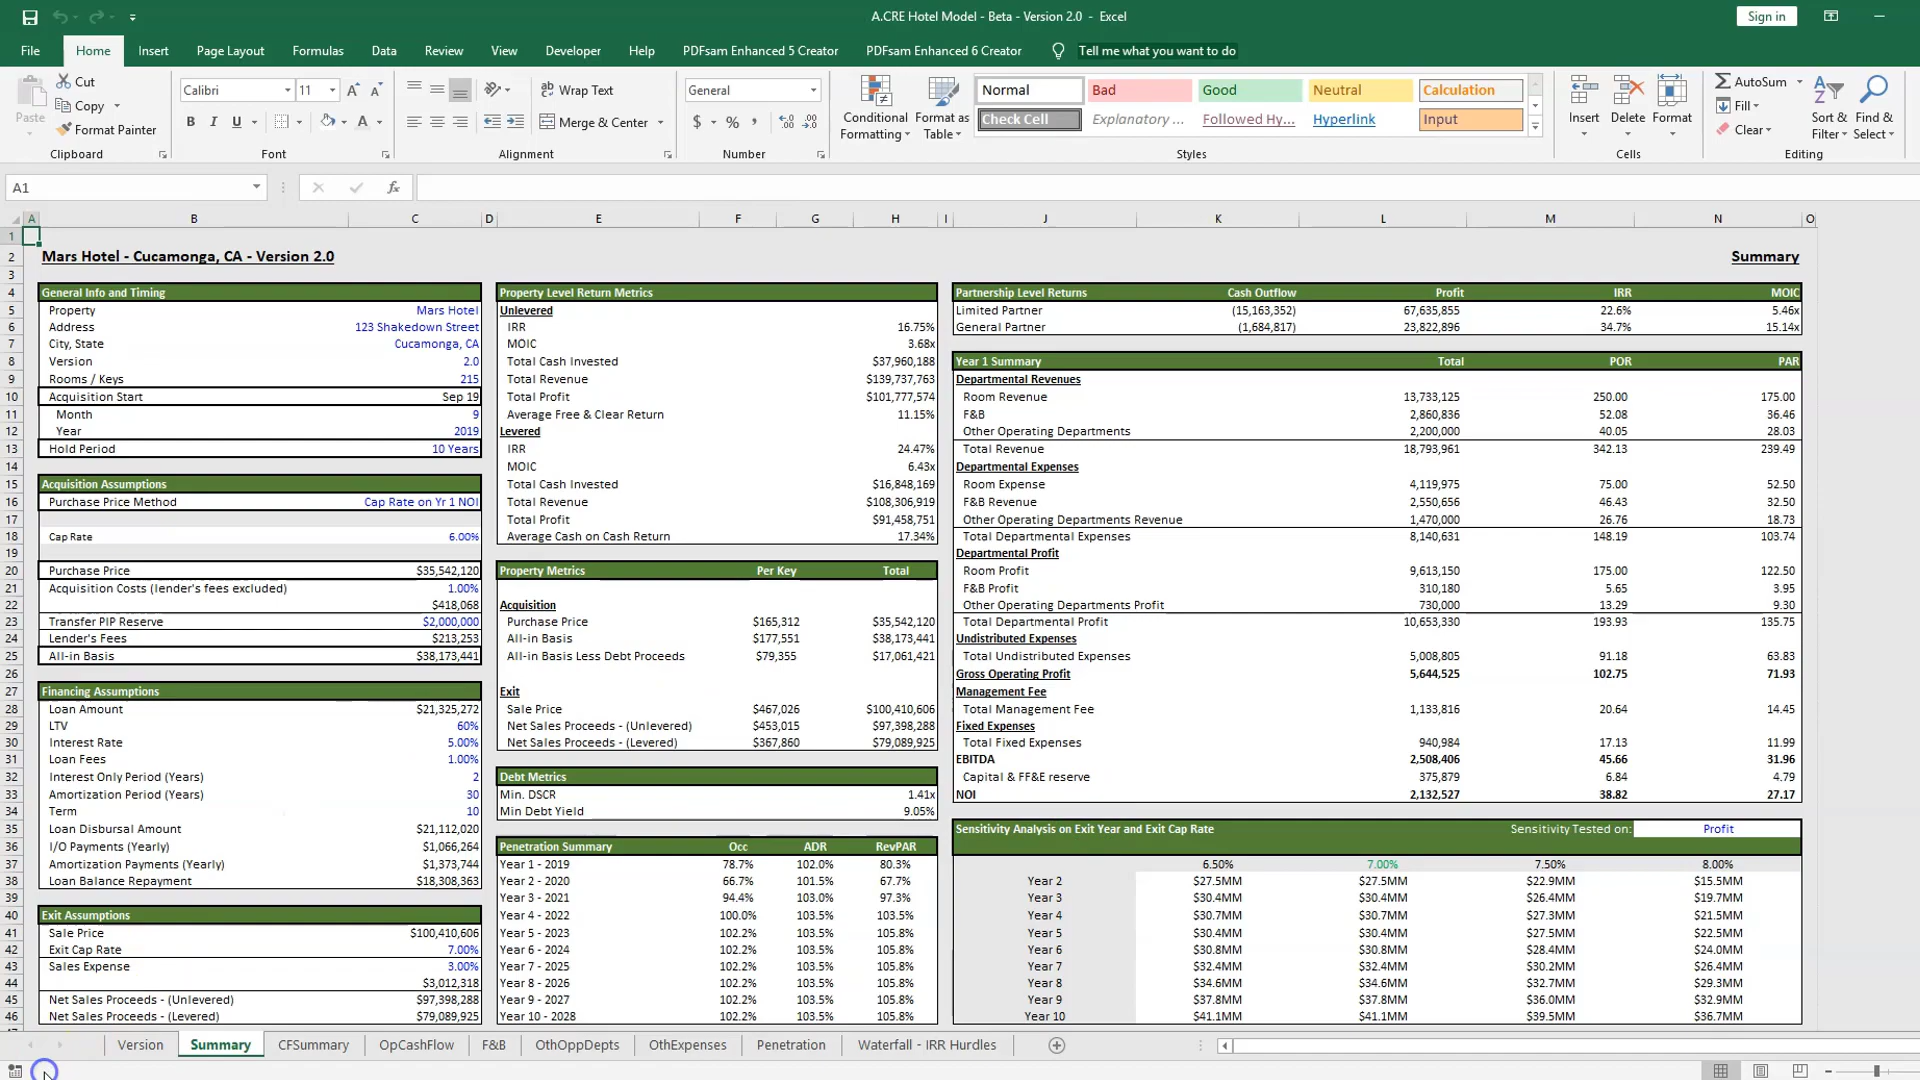 A.CRE Hotel Model - Beta - Version 2.0 - Excel
Sign in
File Home Insert Page Layout Formulas Data Review View Developer Help PDFsam Enhanced 5 Creator PDFsam Enhanced 6 Creator Tell me what you want to do
Paste
Cut
Copy
Format Painter
Clipboard
Calibri 11
B I U
Font
Wrap Text
Merge & Center
Alignment
General
$ % ,
Number
Conditional Formatting
Format as Table
Normal Bad Good Neutral Calculation
Check Cell Explanatory ... Followed Hy... Hyperlink Input
Styles
Insert Delete Format
Cells
AutoSum
Fill
Clear
Sort & Filter
Find & Select
Editing
A1
fx
A B C D E F G H I J K L M N O
Mars Hotel - Cucamonga, CA - Version 2.0
Summary
General Info and Timing
Property Mars Hotel
Address 123 Shakedown Street
City, State Cucamonga, CA
Version 2.0
Rooms / Keys 215
Acquisition Start Sep 19
Month 9
Year 2019
Hold Period 10 Years
Acquisition Assumptions
Purchase Price Method Cap Rate on Yr 1 NOI
Cap Rate 6.00%
Purchase Price $35,542,120
Acquisition Costs (lender's fees excluded) 1.00%
$418,068
Transfer PIP Reserve $2,000,000
Lender's Fees $213,253
All-in Basis $38,173,441
Financing Assumptions
Loan Amount $21,325,272
LTV 60%
Interest Rate 5.00%
Loan Fees 1.00%
Interest Only Period (Years) 2
Amortization Period (Years) 30
Term 10
Loan Disbursal Amount $21,112,020
I/O Payments (Yearly) $1,066,264
Amortization Payments (Yearly) $1,373,744
Loan Balance Repayment $18,308,363
Exit Assumptions
Sale Price $100,410,606
Exit Cap Rate 7.00%
Sales Expense 3.00%
$3,012,318
Net Sales Proceeds - (Unlevered) $97,398,288
Net Sales Proceeds - (Levered) $79,089,925
Property Level Return Metrics
Unlevered
IRR 16.75%
MOIC 3.68x
Total Cash Invested $37,960,188
Total Revenue $139,737,763
Total Profit $101,777,574
Average Free & Clear Return 11.15%
Levered
IRR 24.47%
MOIC 6.43x
Total Cash Invested $16,848,169
Total Revenue $108,306,919
Total Profit $91,458,751
Average Cash on Cash Return 17.34%
Property Metrics Per Key Total
Acquisition
Purchase Price $165,312 $35,542,120
All-in Basis $177,551 $38,173,441
All-in Basis Less Debt Proceeds $79,355 $17,061,421
Exit
Sale Price $467,026 $100,410,606
Net Sales Proceeds - (Unlevered) $453,015 $97,398,288
Net Sales Proceeds - (Levered) $367,860 $79,089,925
Debt Metrics
Min. DSCR 1.41x
Min Debt Yield 9.05%
Penetration Summary Occ ADR RevPAR
Year 1 - 2019 78.7% 102.0% 80.3%
Year 2 - 2020 66.7% 101.5% 67.7%
Year 3 - 2021 94.4% 103.0% 97.3%
Year 4 - 2022 100.0% 103.5% 103.5%
Year 5 - 2023 102.2% 103.5% 105.8%
Year 6 - 2024 102.2% 103.5% 105.8%
Year 7 - 2025 102.2% 103.5% 105.8%
Year 8 - 2026 102.2% 103.5% 105.8%
Year 9 - 2027 102.2% 103.5% 105.8%
Year 10 - 2028 102.2% 103.5% 105.8%
Partnership Level Returns Cash Outflow Profit IRR MOIC
Limited Partner (15,163,352) 67,635,855 22.6% 5.46x
General Partner (1,684,817) 23,822,896 34.7% 15.14x
Year 1 Summary Total POR PAR
Departmental Revenues
Room Revenue 13,733,125 250.00 175.00
F&B 2,860,836 52.08 36.46
Other Operating Departments 2,200,000 40.05 28.03
Total Revenue 18,793,961 342.13 239.49
Departmental Expenses
Room Expense 4,119,975 75.00 52.50
F&B Revenue 2,550,656 46.43 32.50
Other Operating Departments Revenue 1,470,000 26.76 18.73
Total Departmental Expenses 8,140,631 148.19 103.74
Departmental Profit
Room Profit 9,613,150 175.00 122.50
F&B Profit 310,180 5.65 3.95
Other Operating Departments Profit 730,000 13.29 9.30
Total Departmental Profit 10,653,330 193.93 135.75
Undistributed Expenses
Total Undistributed Expenses 5,008,805 91.18 63.83
Gross Operating Profit 5,644,525 102.75 71.93
Management Fee
Total Management Fee 1,133,816 20.64 14.45
Fixed Expenses
Total Fixed Expenses 940,984 17.13 11.99
EBITDA 2,508,406 45.66 31.96
Capital & FF&E reserve 375,879 6.84 4.79
NOI 2,132,527 38.82 27.17
Sensitivity Analysis on Exit Year and Exit Cap Rate Sensitivity Tested on: Profit
6.50% 7.00% 7.50% 8.00%
Year 2 $27.5MM $27.5MM $22.9MM $15.5MM
Year 3 $30.4MM $30.4MM $26.4MM $19.7MM
Year 4 $30.7MM $30.7MM $27.3MM $21.5MM
Year 5 $30.4MM $30.4MM $27.5MM $22.5MM
Year 6 $30.8MM $30.8MM $28.4MM $24.0MM
Year 7 $32.4MM $32.4MM $30.2MM $26.4MM
Year 8 $34.6MM $34.6MM $32.7MM $29.3MM
Year 9 $37.8MM $37.8MM $36.0MM $32.9MM
Year 10 $41.1MM $41.1MM $39.5MM $36.7MM
Version Summary CFSummary OpCashFlow F&B OthOppDepts OthExpenses Penetration Waterfall - IRR Hurdles